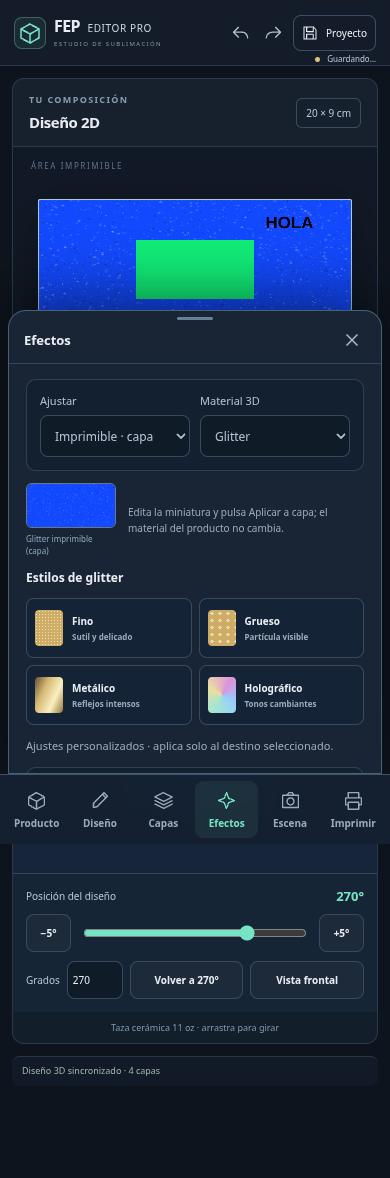 FEP EDITOR PRO
ESTUDIO DE SUBLIMACIÓN
Proyecto
Guardando...
TU COMPOSICIÓN
Diseño 2D
20 × 9 cm
ÁREA IMPRIMIBLE
HOLA
Efectos
Ajustar
Material 3D
Imprimible · capa
Glitter
Glitter imprimible
(capa)
Edita la miniatura y pulsa Aplicar a capa; el
material del producto no cambia.
Estilos de glitter
Fino
Sutil y delicado
Grueso
Partícula visible
Metálico
Reflejos intensos
Holográfico
Tonos cambiantes
Ajustes personalizados · aplica solo al destino seleccionado.
Producto
Diseño
Capas
Efectos
Escena
Imprimir
Posición del diseño
270°
−5°
+5°
Grados
270
Volver a 270°
Vista frontal
Taza cerámica 11 oz · arrastra para girar
Diseño 3D sincronizado · 4 capas